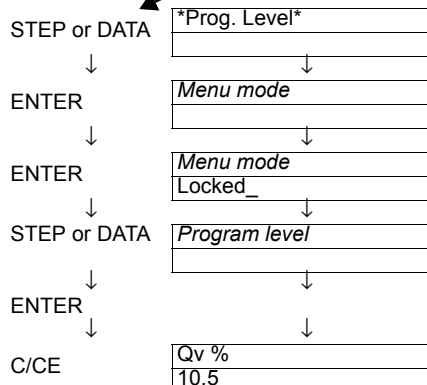 STEP or DATA *Prog. Level*
↓ ↓
ENTER Menu mode
↓ ↓
ENTER Menu mode
Locked_
↓ ↓
STEP or DATA Program level
↓ ↓
ENTER
↓ ↓
C/CE Qv %
10.5